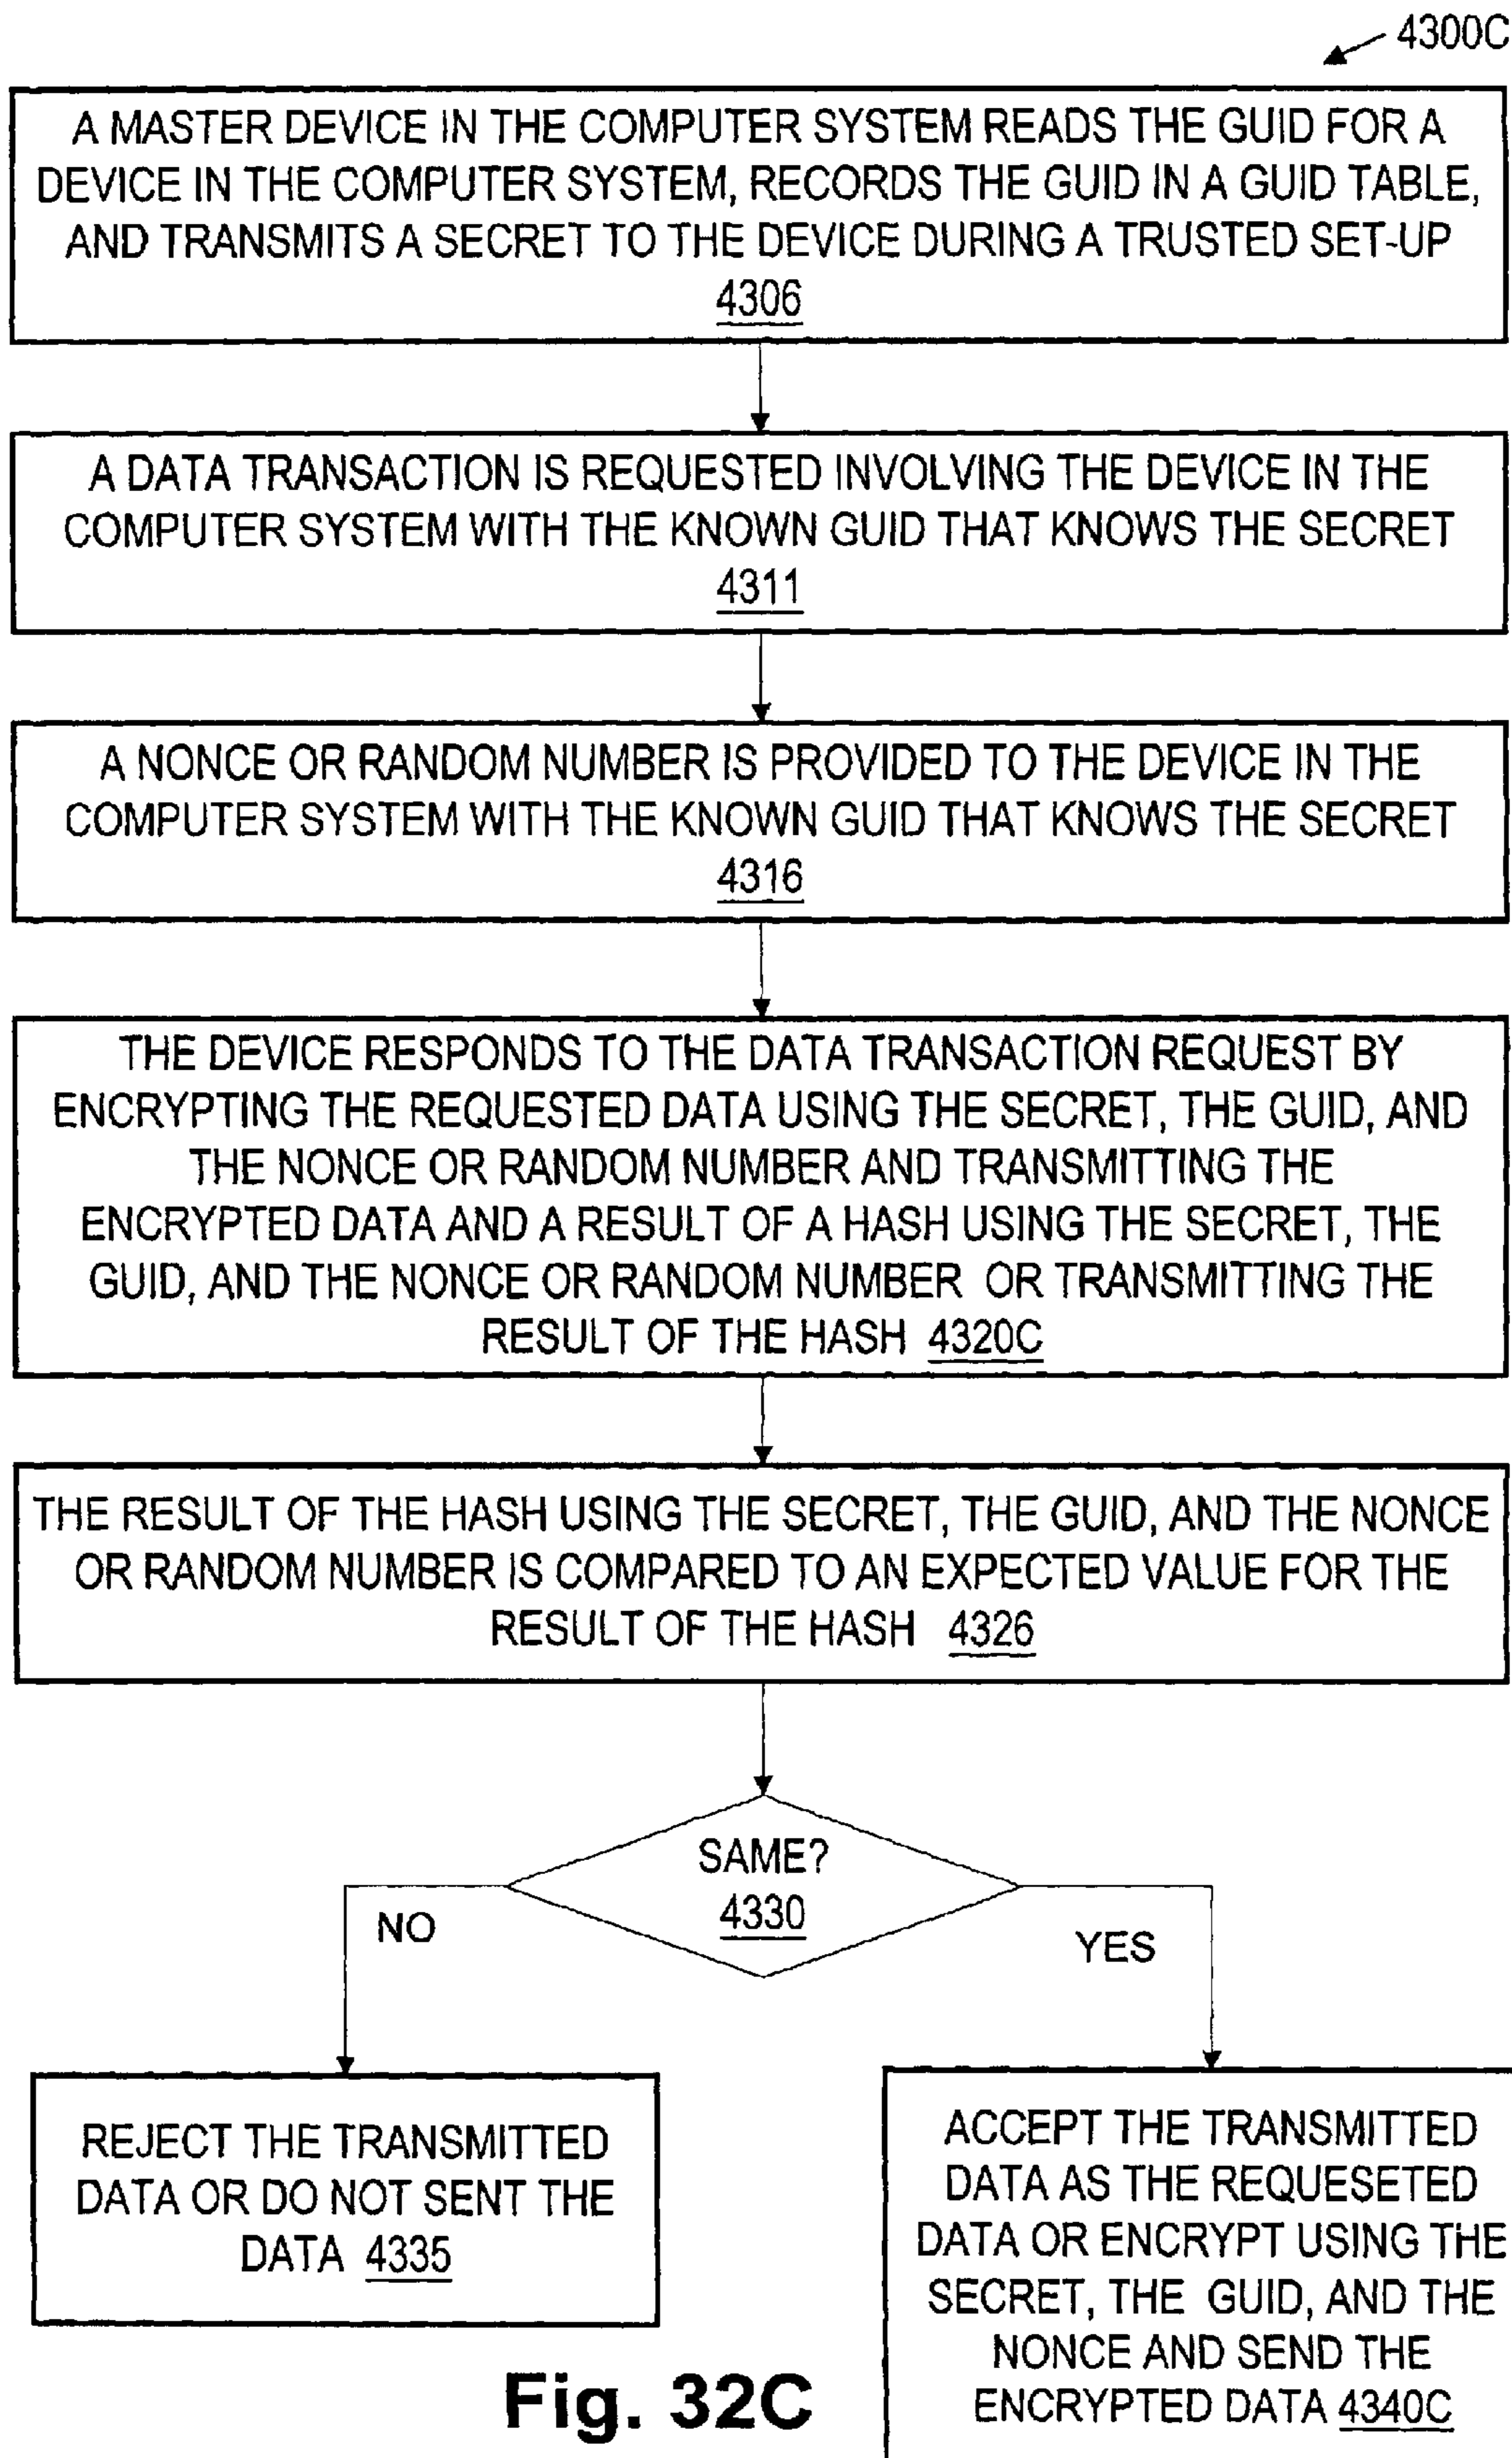 4300C
A MASTER DEVICE IN THE COMPUTER SYSTEM READS THE GUID FOR A
DEVICE IN THE COMPUTER SYSTEM, RECORDS THE GUID IN A GUID TABLE,
AND TRANSMITS A SECRET TO THE DEVICE DURING A TRUSTED SET-UP
4306
A DATA TRANSACTION IS REQUESTED INVOLVING THE DEVICE IN THE
COMPUTER SYSTEM WITH THE KNOWN GUID THAT KNOWS THE SECRET
4311
A NONCE OR RANDOM NUMBER IS PROVIDED TO THE DEVICE IN THE
COMPUTER SYSTEM WITH THE KNOWN GUID THAT KNOWS THE SECRET
4316
THE DEVICE RESPONDS TO THE DATA TRANSACTION REQUEST BY
ENCRYPTING THE REQUESTED DATA USING THE SECRET, THE GUID, AND
THE NONCE OR RANDOM NUMBER AND TRANSMITTING THE
ENCRYPTED DATA AND A RESULT OF A HASH USING THE SECRET, THE
GUID, AND THE NONCE OR RANDOM NUMBER OR TRANSMITTING THE
RESULT OF THE HASH 4320C
THE RESULT OF THE HASH USING THE SECRET, THE GUID, AND THE NONCE
OR RANDOM NUMBER IS COMPARED TO AN EXPECTED VALUE FOR THE
RESULT OF THE HASH 4326
SAME?
4330
NO
YES
REJECT THE TRANSMITTED
DATA OR DO NOT SENT THE
DATA 4335
ACCEPT THE TRANSMITTED
DATA AS THE REQUESETED
DATA OR ENCRYPT USING THE
SECRET, THE GUID, AND THE
NONCE AND SEND THE
ENCRYPTED DATA 4340C
Fig. 32C